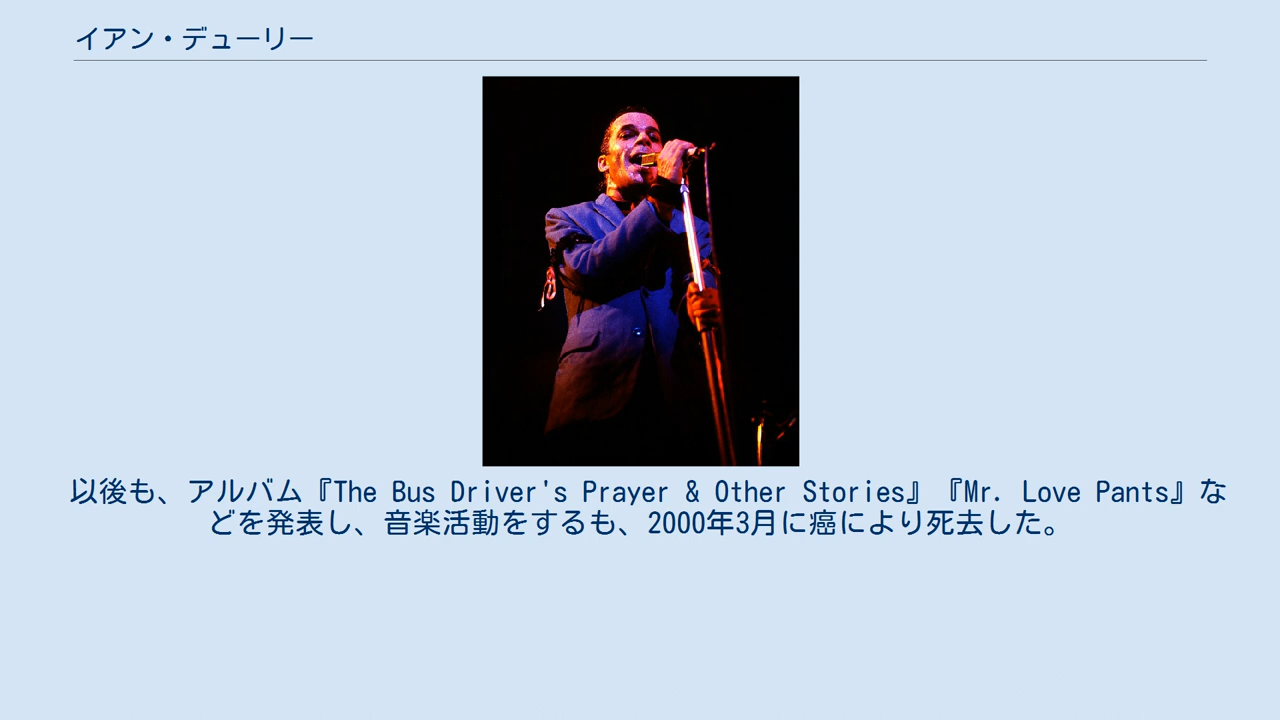 イアン・デューリー
以後も、アルバム『The Bus Driver's Prayer & Other Stories』『Mr. Love Pants』な
どを発表し、音楽活動をするも、2000年3月に癌により死去した。